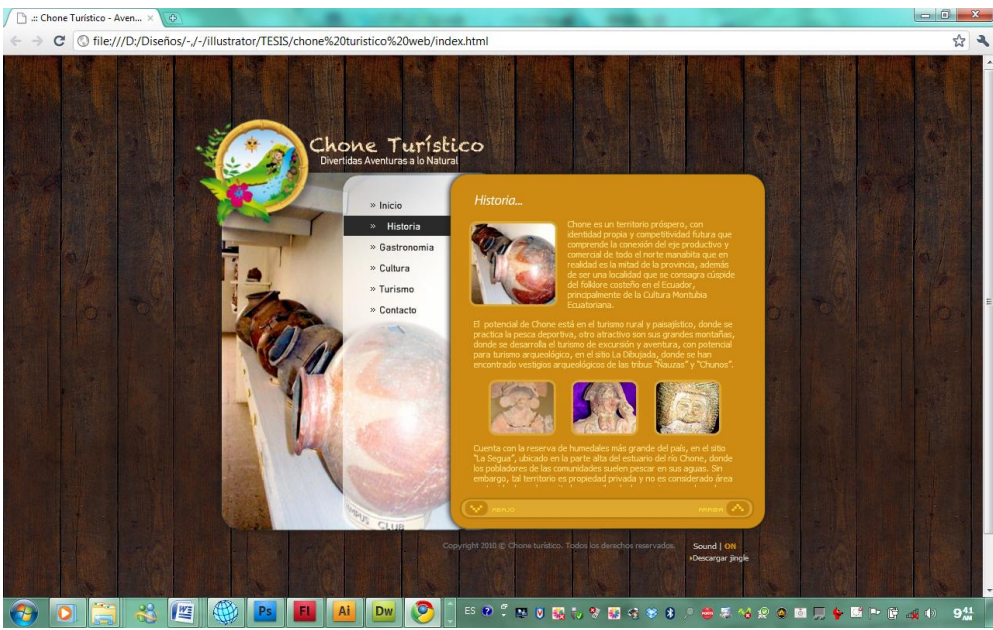 .:: Chone Turístico - Aven...
file:///D:/Diseños/-,/-/illustrator/TESIS/chone%20turistico%20web/index.html
Chone Turístico
Divertidas Aventuras a lo Natural
» Inicio
» Historia
» Gastronomia
» Cultura
» Turismo
» Contacto
Historia...
Chone es un territorio próspero, con
identidad propia y competitividad futura que
comprende la conexión del eje productivo y
comercial de todo el norte manabita que en
realidad es la mitad de la provincia, además
de ser una localidad que se consagra cúspide
del folklore costeño en el Ecuador,
principalmente de la Cultura Montubia
Ecuatoriana.
El potencial de Chone está en el turismo rural y paisajístico, donde se
practica la pesca deportiva, otro atractivo son sus grandes montañas,
donde se desarrolla el turismo de excursión y aventura, con potencial
para turismo arqueológico, en el sitio La Dibujada, donde se han
encontrado vestigios arqueológicos de las tribus "Ñauzas" y "Chunos".
Cuenta con la reserva de humedales más grande del país, en el sitio
"La Segua", ubicado en la parte alta del estuario del río Chone, donde
los pobladores de las comunidades suelen pescar en sus aguas. Sin
embargo, tal territorio es propiedad privada y no es considerado área
ABAJO
ARRIBA
CLUB
Copyright 2010 © Chone turístico. Todos los derechos reservados.
Sound | ON
Descargar jingle
Ps
FL
Ai
Dw
ES
9:41
AM